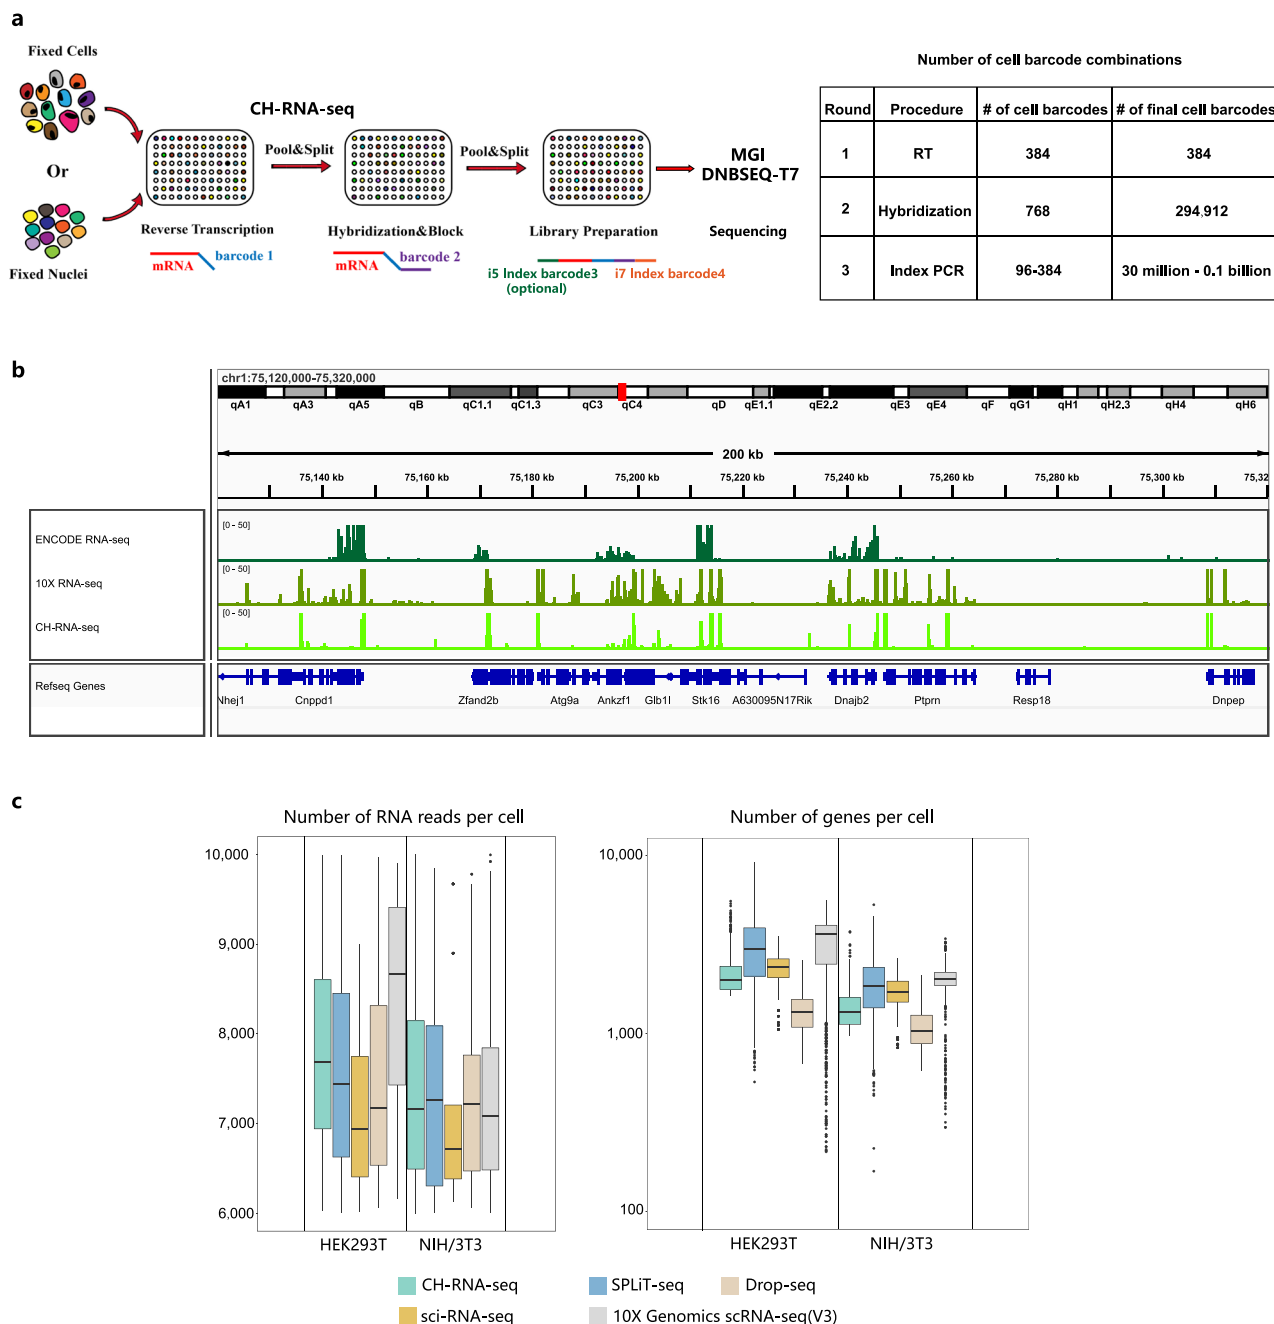 a
Fixed Cells
Or
Fixed Nuclei
CH-RNA-seq
Pool&Split
Pool&Split
Reverse Transcription
mRNA
barcode 1
Hybridization&Block
mRNA
barcode 2
Library Preparation
i5 Index barcode3
(optional)
i7 Index barcode4
MGI
DNBSEQ-T7
Sequencing
Number of cell barcode combinations
Round Procedure # of cell barcodes # of final cell barcodes
1 RT 384 384
2 Hybridization 768 294,912
3 Index PCR 96-384 30 million - 0.1 billion
b
chr1:75,120,000-75,320,000
qA1 qA3 qA5 qB qC1.1 qC1.3 qC3 qC4 qD qE1.1 qE2.2 qE3 qE4 qF qG1 qH1 qH2.3 qH4 qH6
200 kb
75,140 kb 75,160 kb 75,180 kb 75,200 kb 75,220 kb 75,240 kb 75,260 kb 75,280 kb 75,300 kb 75,32
ENCODE RNA-seq
[0 - 50]
10X RNA-seq
[0 - 50]
CH-RNA-seq
[0 - 50]
Refseq Genes
Nhej1 Cnppd1 Zfand2b Atg9a Ankzf1 Glb1l Stk16 A630095N17Rik Dnajb2 Ptprn Resp18 Dnpep
c
Number of RNA reads per cell
10,000
9,000
8,000
7,000
6,000
HEK293T NIH/3T3
Number of genes per cell
10,000
1,000
100
HEK293T NIH/3T3
CH-RNA-seq SPLiT-seq Drop-seq
sci-RNA-seq 10X Genomics scRNA-seq(V3)